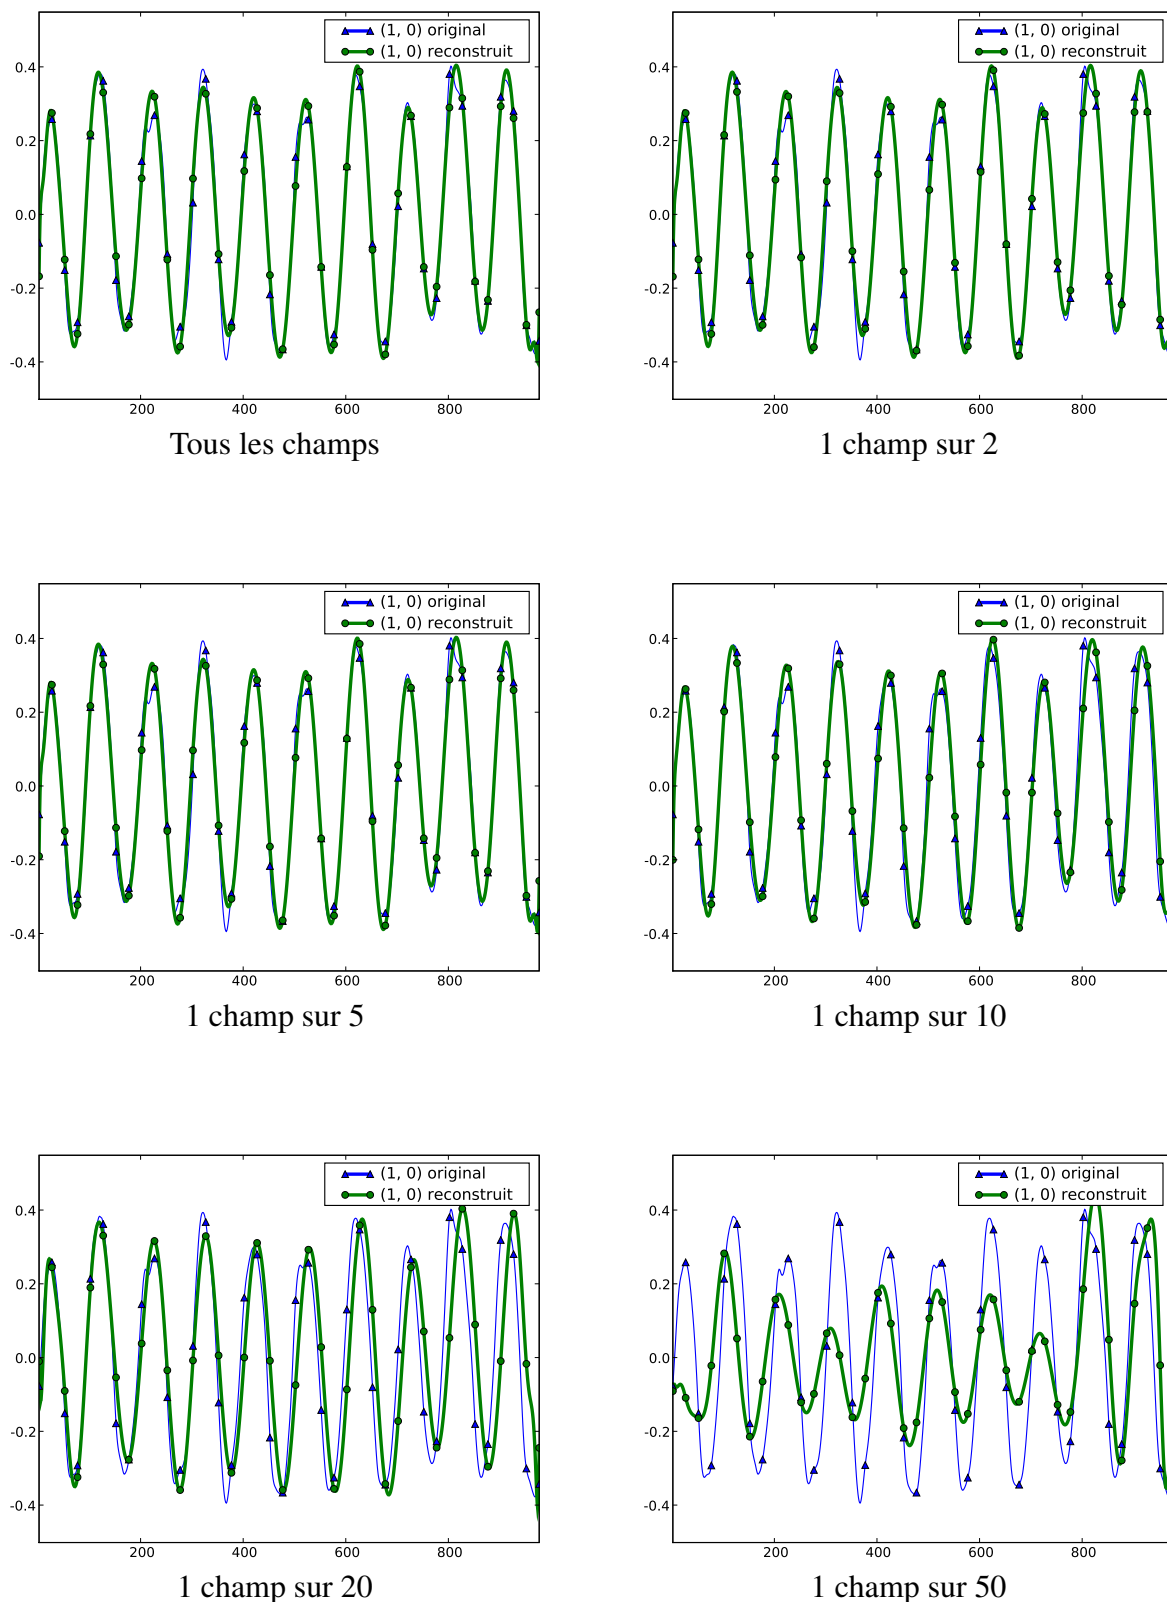 (1, 0) original
(1, 0) reconstruit
0.4
0.2
0.0
-0.2
-0.4
200 400 600 800
Tous les champs
(1, 0) original
(1, 0) reconstruit
0.4
0.2
0.0
-0.2
-0.4
200 400 600 800
1 champ sur 2
(1, 0) original
(1, 0) reconstruit
0.4
0.2
0.0
-0.2
-0.4
200 400 600 800
1 champ sur 5
(1, 0) original
(1, 0) reconstruit
0.4
0.2
0.0
-0.2
-0.4
200 400 600 800
1 champ sur 10
(1, 0) original
(1, 0) reconstruit
0.4
0.2
0.0
-0.2
-0.4
200 400 600 800
1 champ sur 20
(1, 0) original
(1, 0) reconstruit
0.4
0.2
0.0
-0.2
-0.4
200 400 600 800
1 champ sur 50